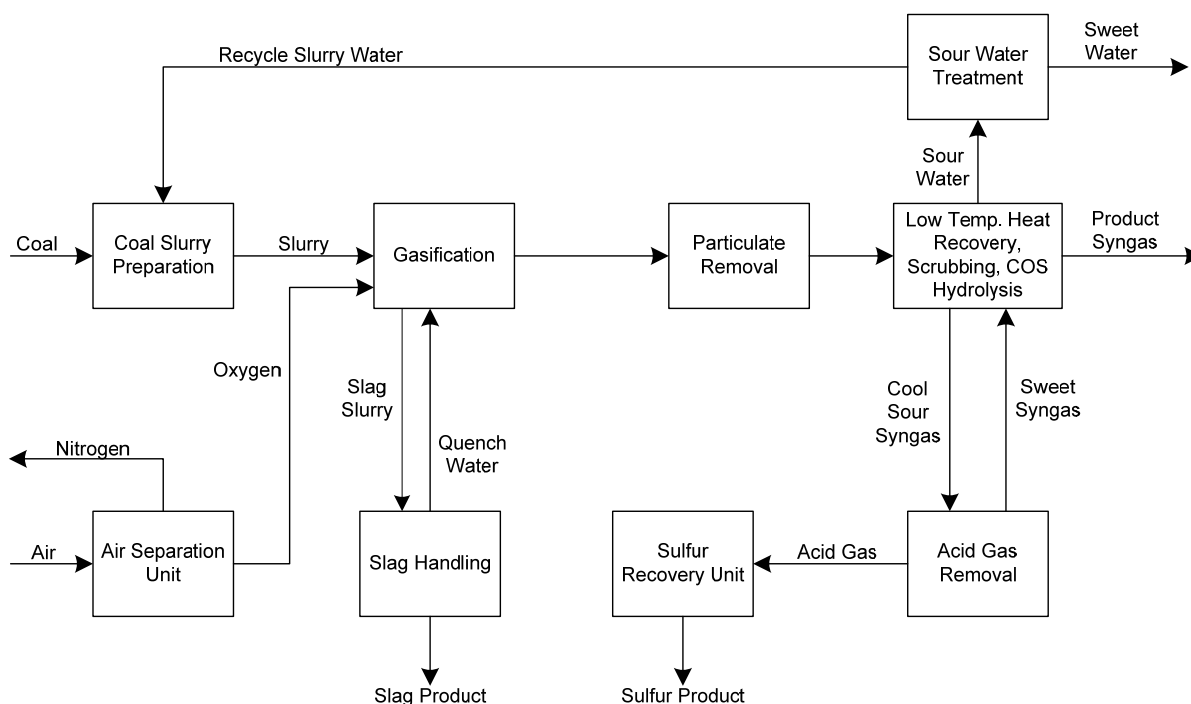 Recycle Slurry Water
Sour Water
Treatment
Sweet
Water
Sour
Water
Coal
Coal Slurry
Preparation
Slurry
Gasification
Particulate
Removal
Low Temp. Heat
Recovery,
Scrubbing, COS
Hydrolysis
Product
Syngas
Oxygen
Slag
Slurry
Quench
Water
Cool
Sour
Syngas
Sweet
Syngas
Nitrogen
Air
Air Separation
Unit
Slag Handling
Sulfur
Recovery Unit
Acid Gas
Acid Gas
Removal
Slag Product
Sulfur Product